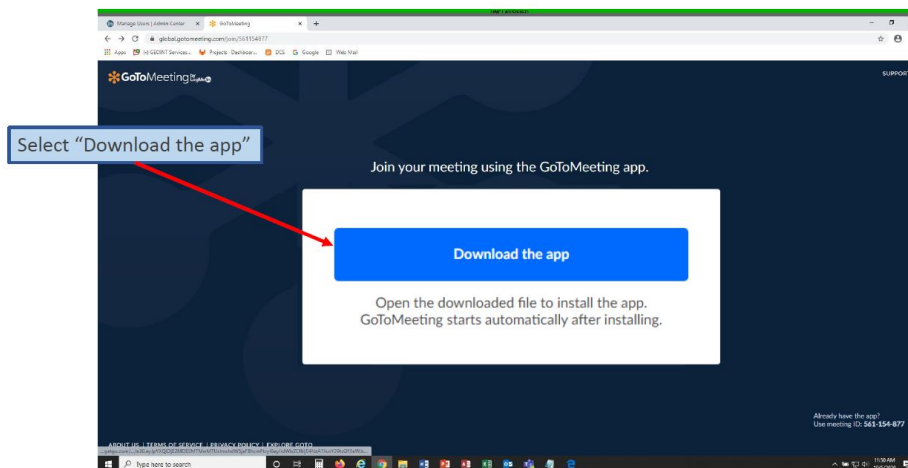 Manage Users | Admin Center
GoToMeeting
global.gotomeeting.com/join/561154877
Apps
Projects
Google
Web Mail
GoToMeeting
SUPPORT
Select “Download the app”
Join your meeting using the GoToMeeting app.
Download the app
Open the downloaded file to install the app.
GoToMeeting starts automatically after installing.
Already have the app?
Use meeting ID: 561-154-877
ABOUT US | TERMS OF SERVICE | PRIVACY POLICY | EXPLORE GOTO
Type here to search
11:59 AM